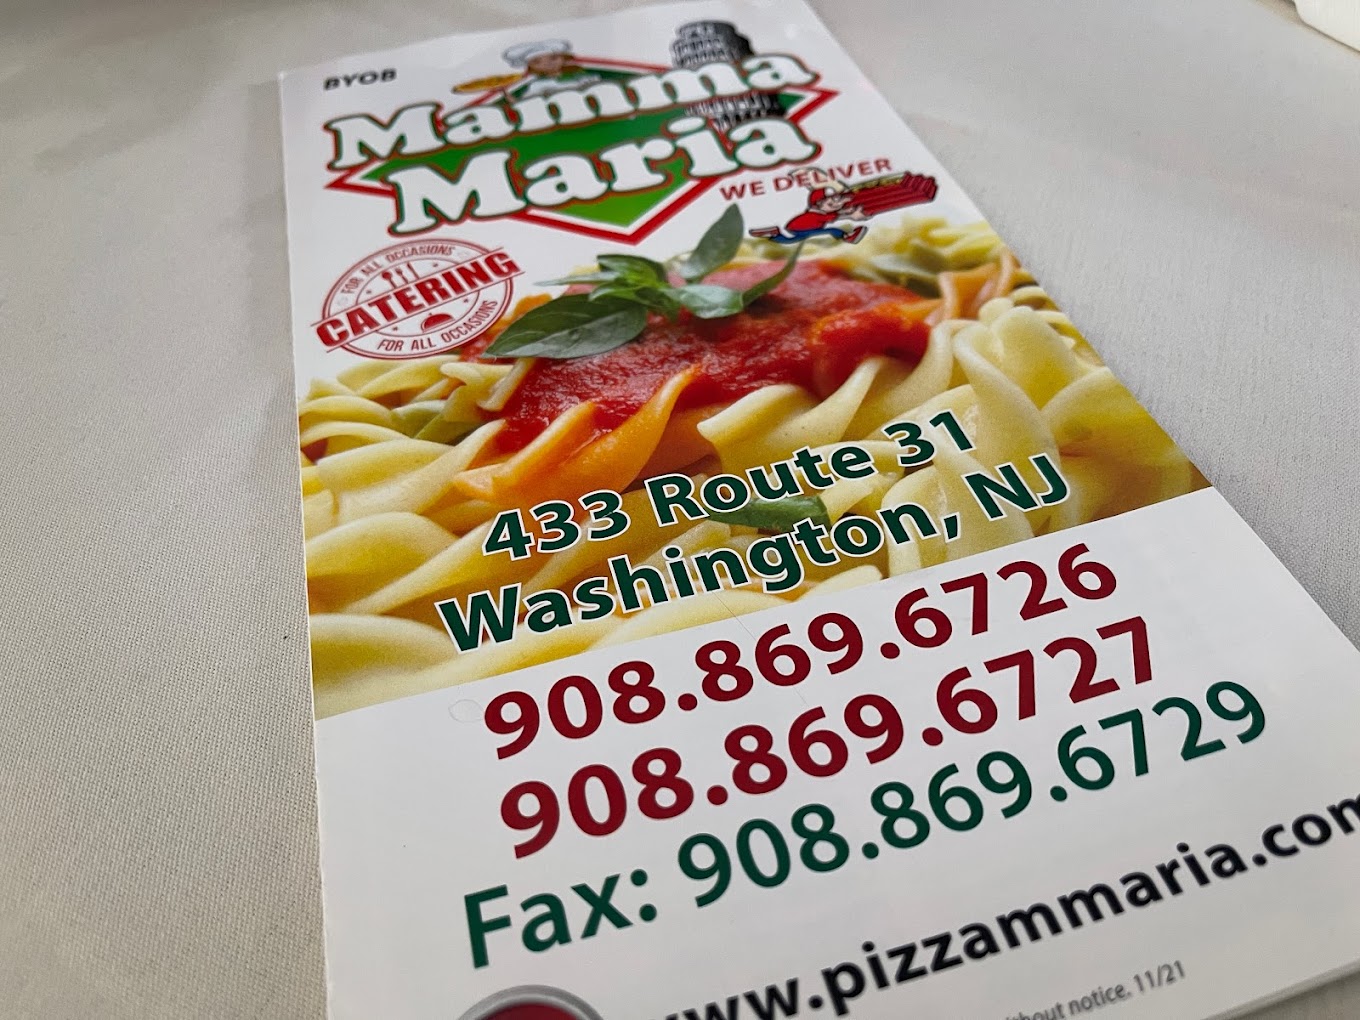 BYOB
Mamma
Maria
WE DELIVER
FOR ALL OCCASIONS
CATERING
FOR ALL OCCASIONS
433 Route 31
Washington, NJ
908.869.6726
908.869.6727
Fax: 908.869.6729
www.pizzammaria.com
without notice. 11/21